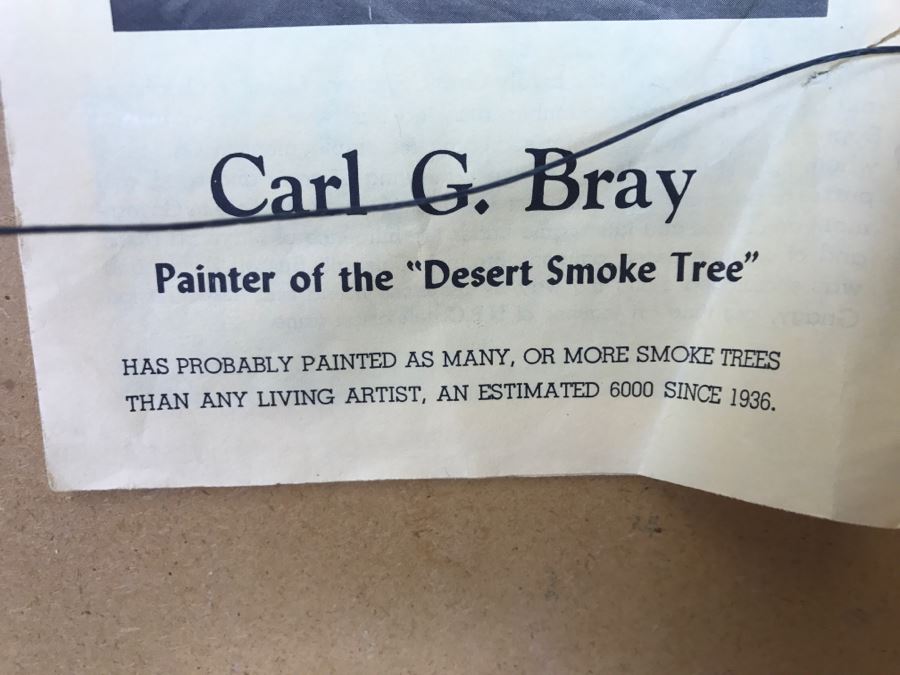 Carl G. Bray
Painter of the “Desert Smoke Tree”
HAS PROBABLY PAINTED AS MANY, OR MORE SMOKE TREES
THAN ANY LIVING ARTIST, AN ESTIMATED 6000 SINCE 1936.